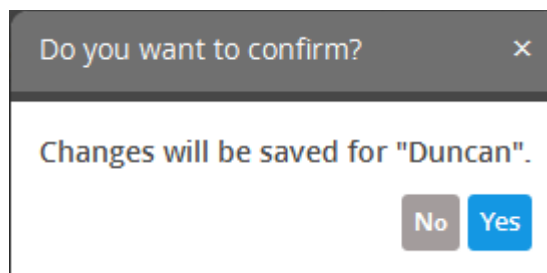 Do you want to confirm? ×
Changes will be saved for "Duncan".
No Yes